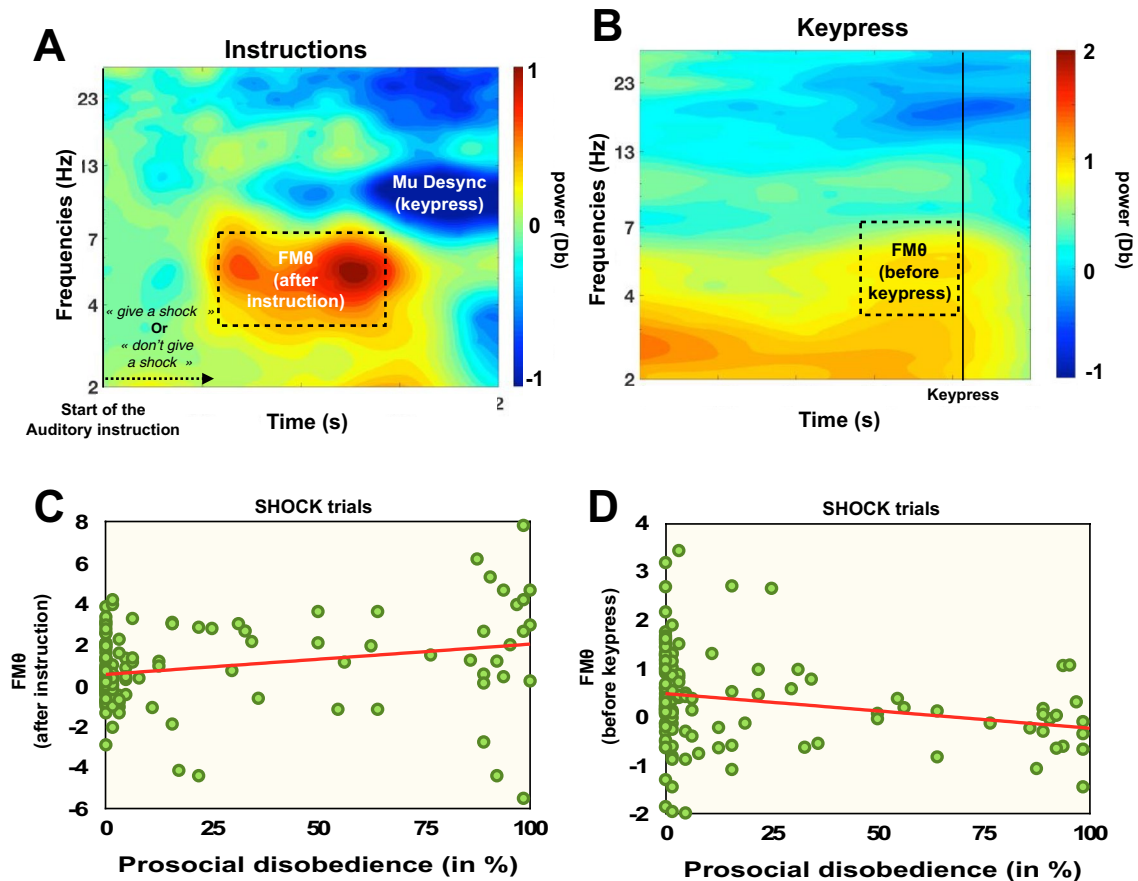 A
Instructions
Frequencies (Hz)
23
13
7
4
2
Mu Desync
(keypress)
FMθ
(after
instruction)
« give a shock »
Or
« don't give
a shock »
Start of the
Auditory instruction
Time (s)
2
1
0
-1
power (Db)
B
Keypress
Frequencies (Hz)
23
13
7
4
2
FMθ
(before
keypress)
Keypress
Time (s)
2
1
0
-1
power (Db)
C
SHOCK trials
FMθ
(after instruction)
8
6
4
2
0
-2
-4
-6
0
25
50
75
100
Prosocial disobedience (in %)
D
SHOCK trials
FMθ
(before keypress)
4
3
2
1
0
-1
-2
0
25
50
75
100
Prosocial disobedience (in %)